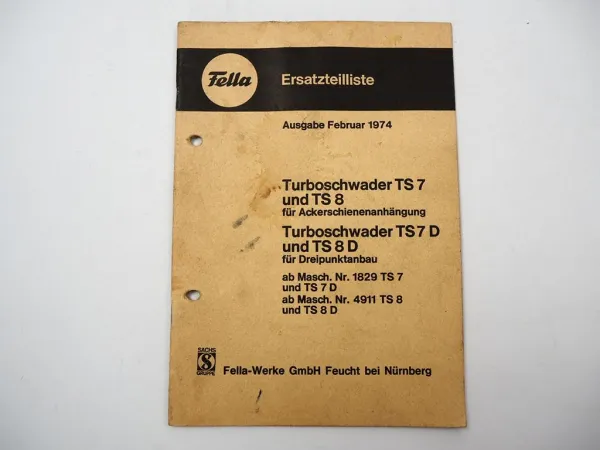 Fella
Ersatzteilliste
Ausgabe Februar 1974
Turboschwader TS 7
und TS 8
für Ackerschienenanhängung
Turboschwader TS 7 D
und TS 8 D
für Dreipunktanbau
ab Masch. Nr. 1829 TS 7
und TS 7 D
ab Masch. Nr. 4911 TS 8
und TS 8 D
SACHS
S
GRUPPE
Fella-Werke GmbH Feucht bei Nürnberg